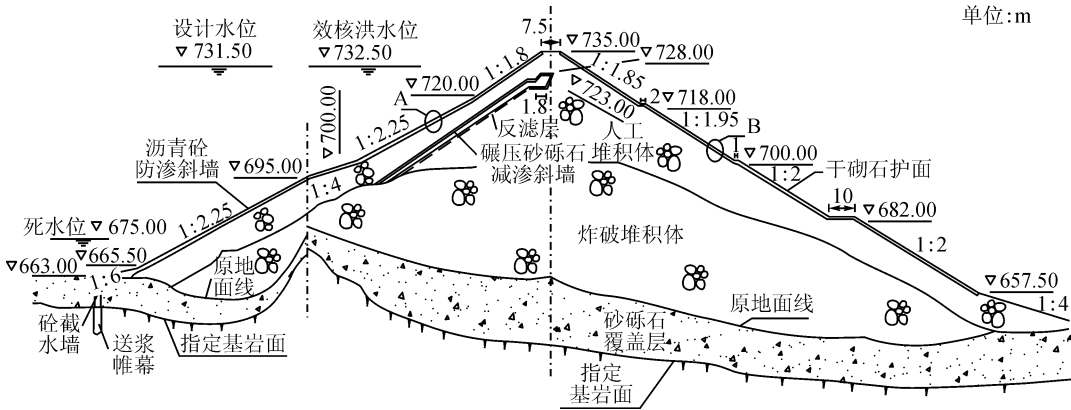 单位:m
设计水位
▽731.50
效核洪水位
▽732.50
7.5
▽735.00
▽728.00
1:1.8
1:1.85
▽720.00
▽723.00
1.8
2
▽718.00
1:1.95
A
B
▽700.00
1:2.25
反滤层
碾压砂砾石
减渗斜墙
人工
堆积体
1
▽700.00
1:2
干砌石护面
沥青砼
防渗斜墙
▽695.00
1:4
10
▽682.00
1:2.25
死水位▽675.00
炸破堆积体
1:2
▽665.50
▽663.00
1:6
原地
面线
▽657.50
1:4
原地面线
砂砾石
覆盖层
砼截
水墙
送浆
帷幕
指定基岩面
指定
基岩面